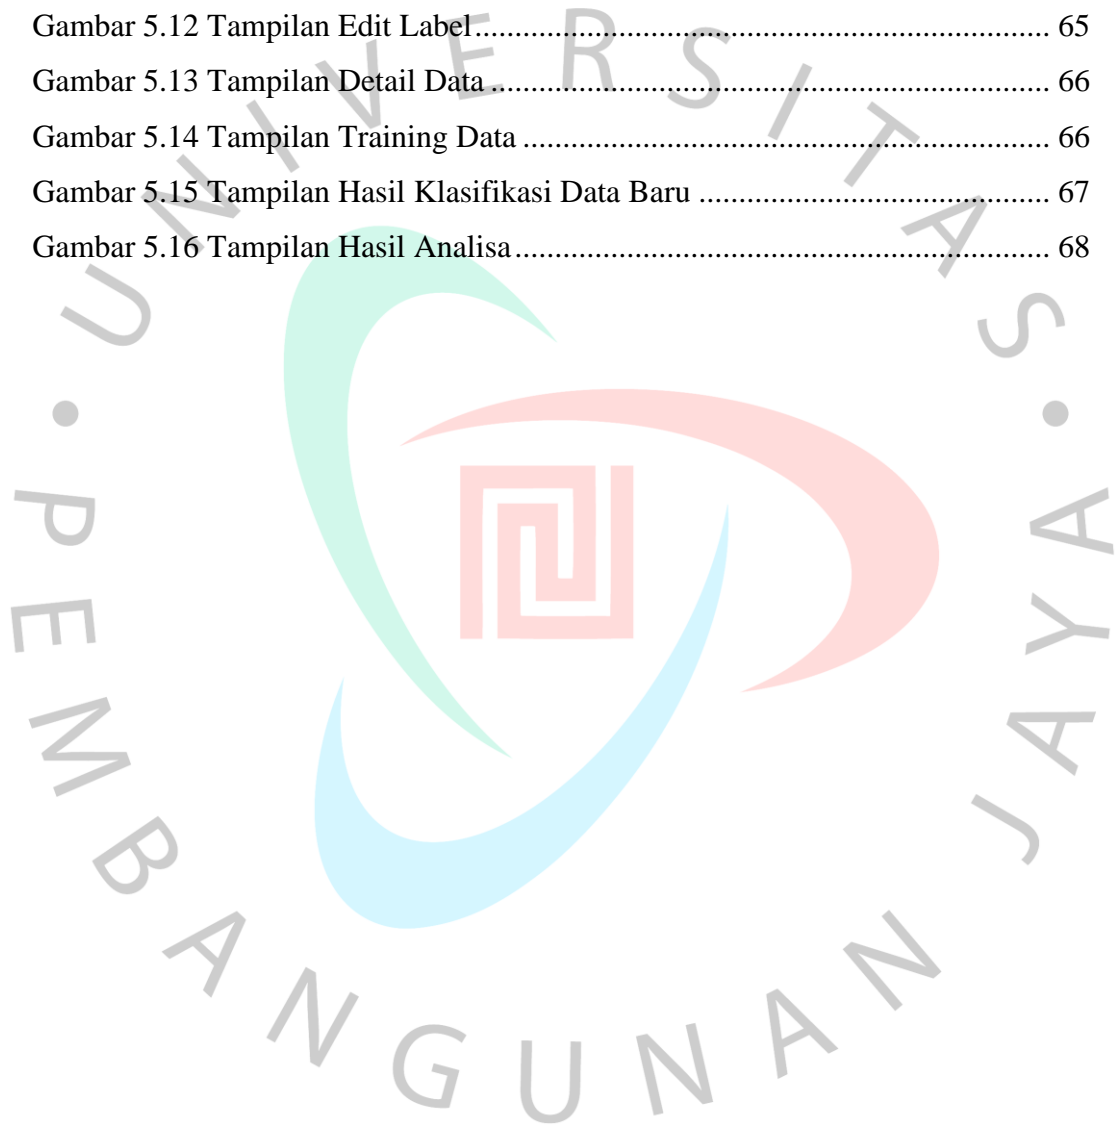 Gambar 5.12 Tampilan Edit Label........................................................................ 65
Gambar 5.13 Tampilan Detail Data ...................................................................... 66
Gambar 5.14 Tampilan Training Data .................................................................. 66
Gambar 5.15 Tampilan Hasil Klasifikasi Data Baru ............................................ 67
Gambar 5.16 Tampilan Hasil Analisa................................................................... 68
UNIVERSITAS • PEMBANGUNAN JAYA •